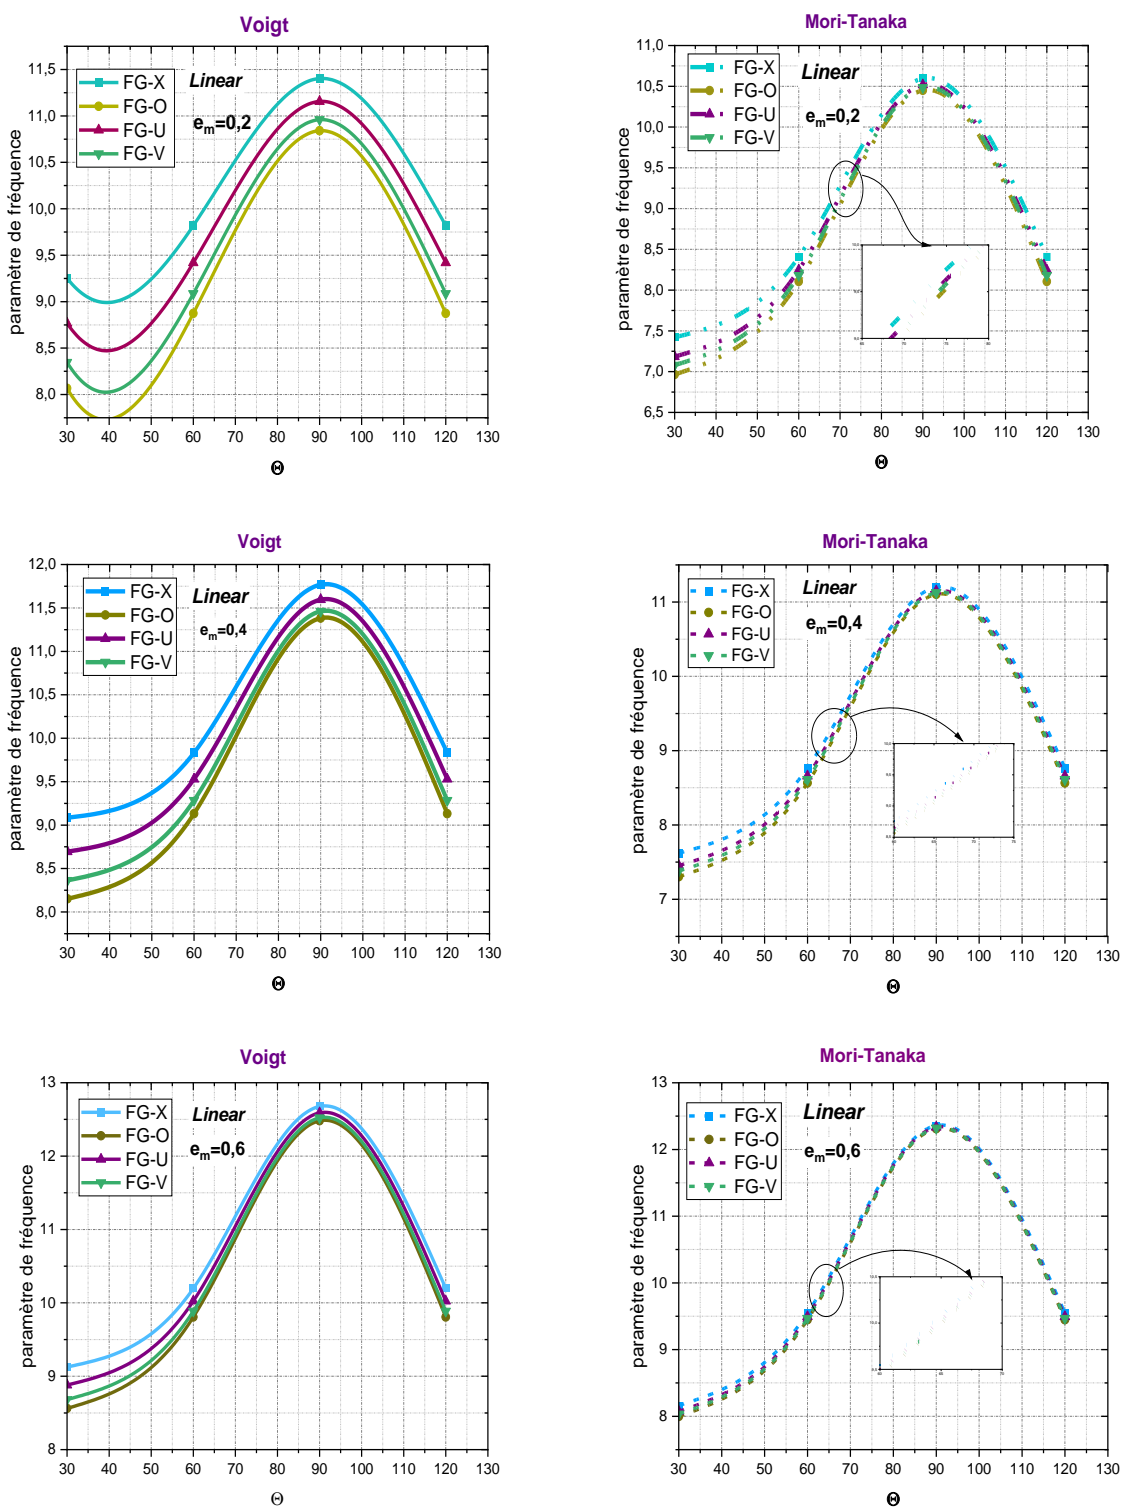 Voigt
11,5
11,0
10,5
10,0
9,5
9,0
8,5
8,0
paramètre de fréquence
FG-X
FG-O
FG-U
FG-V
Linear
em=0,2
30 40 50 60 70 80 90 100 110 120 130
Θ
Mori-Tanaka
11,0
10,5
10,0
9,5
9,0
8,5
8,0
7,5
7,0
6,5
paramètre de fréquence
FG-X
FG-O
FG-U
FG-V
Linear
em=0,2
30 40 50 60 70 80 90 100 110 120 130
Θ
Voigt
12,0
11,5
11,0
10,5
10,0
9,5
9,0
8,5
8,0
paramètre de fréquence
FG-X
FG-O
FG-U
FG-V
Linear
em=0,4
30 40 50 60 70 80 90 100 110 120 130
Θ
Mori-Tanaka
11
10
9
8
7
paramètre de fréquence
FG-X
FG-O
FG-U
FG-V
Linear
em=0,4
30 40 50 60 70 80 90 100 110 120 130
Θ
Voigt
13
12
11
10
9
8
paramètre de fréquence
FG-X
FG-O
FG-U
FG-V
Linear
em=0,6
30 40 50 60 70 80 90 100 110 120 130
Θ
Mori-Tanaka
13
12
11
10
9
8
paramètre de fréquence
FG-X
FG-O
FG-U
FG-V
Linear
em=0,6
30 40 50 60 70 80 90 100 110 120 130
Θ